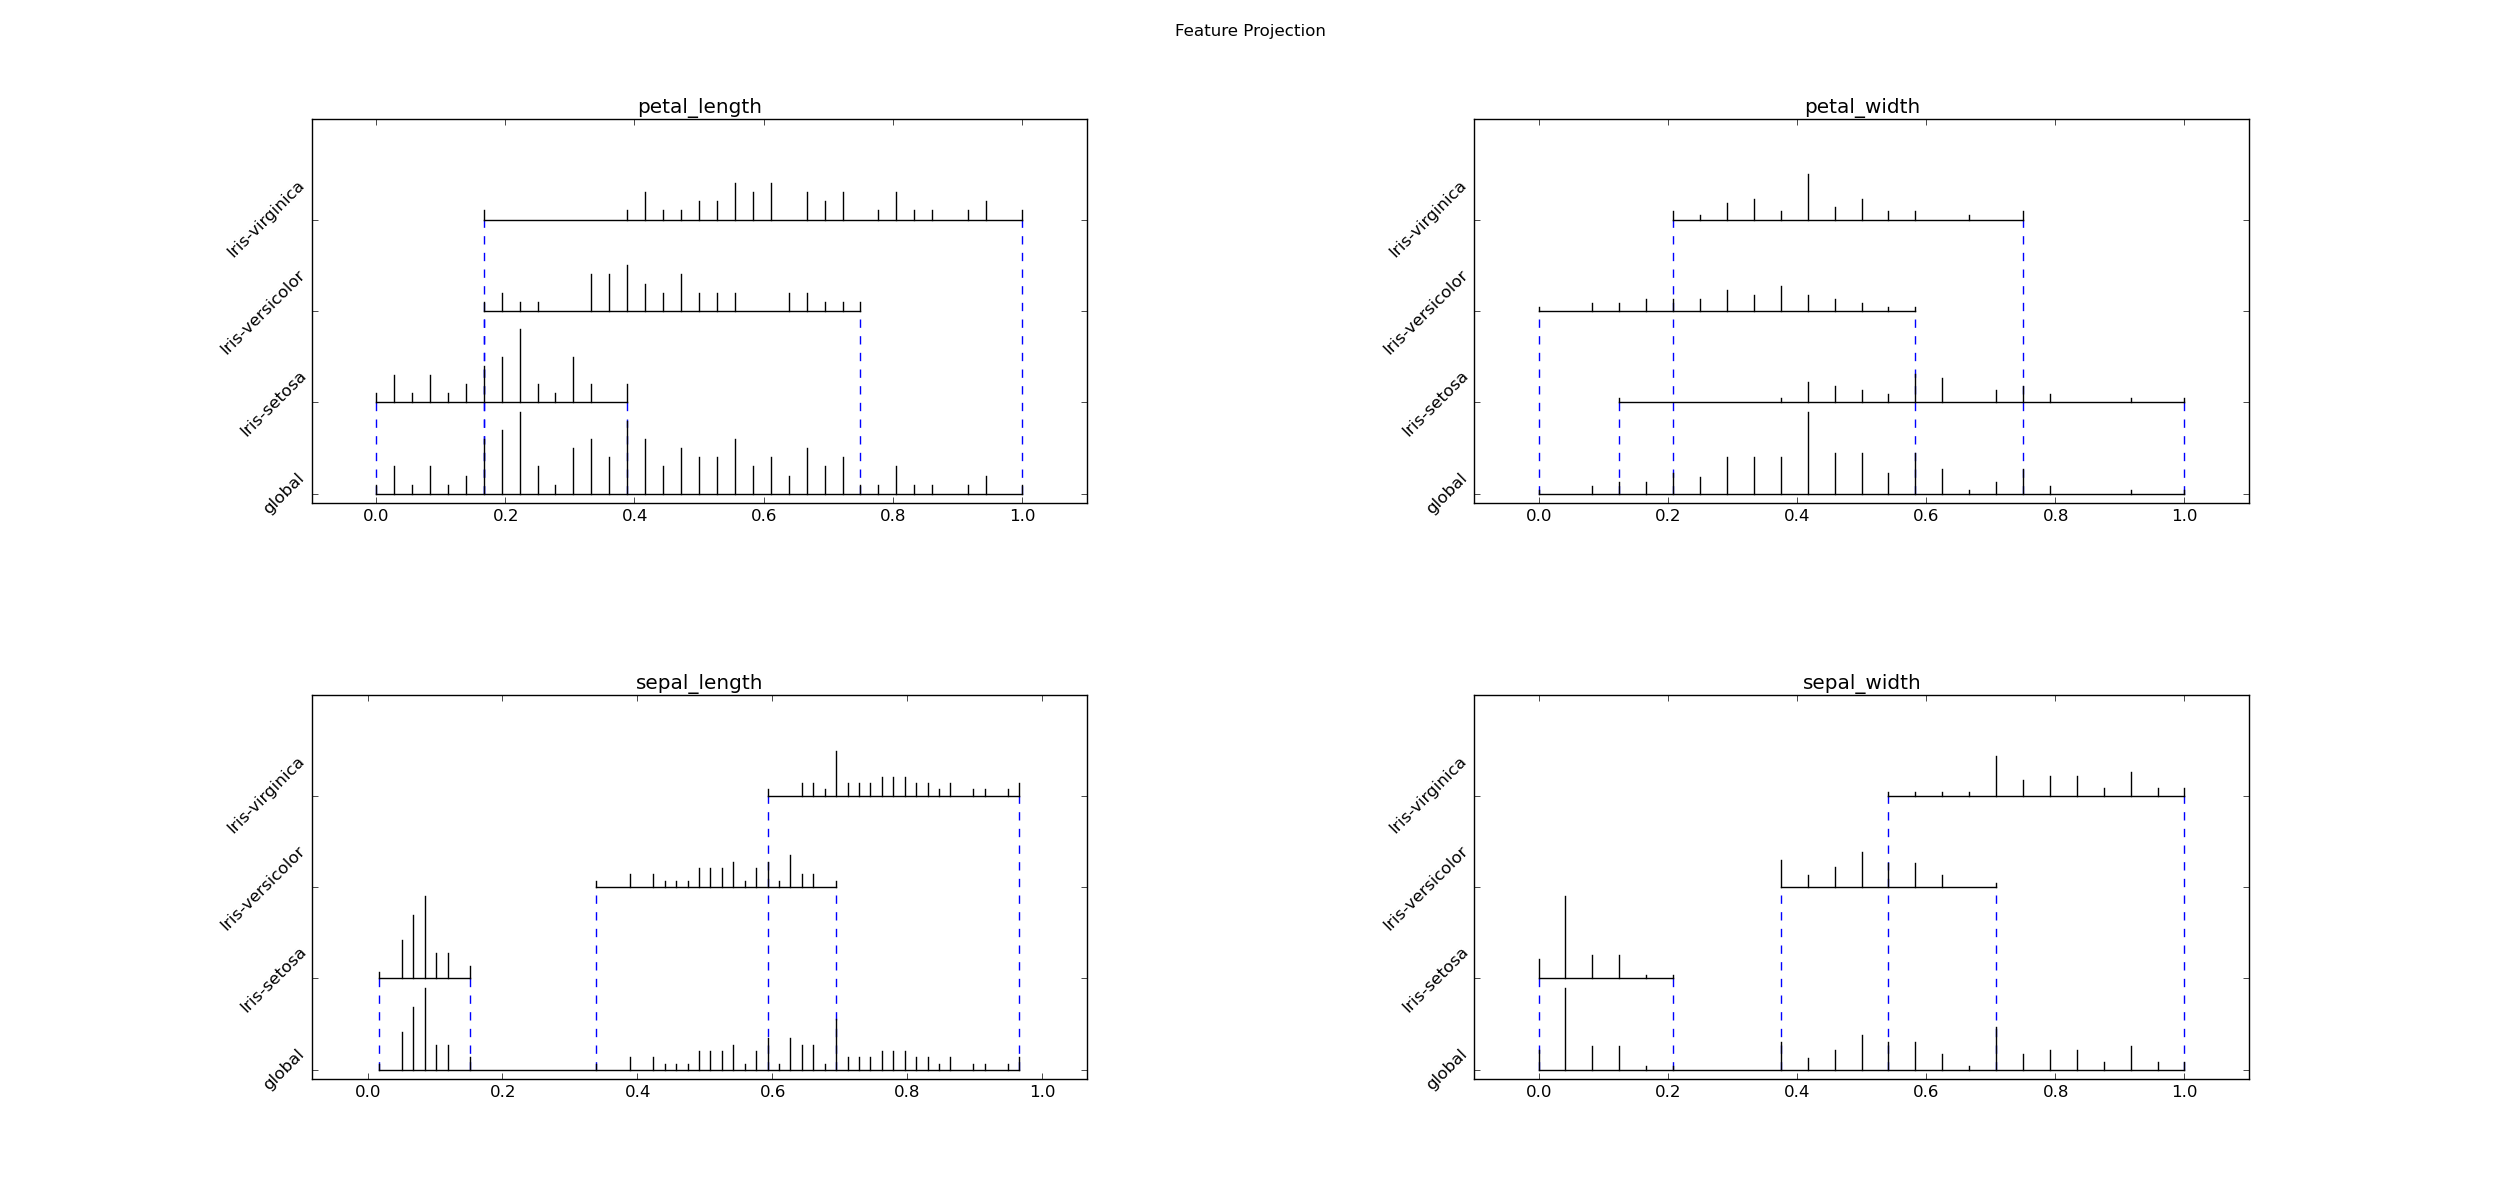 Feature Projection
petal_length
Iris-virginica
Iris-versicolor
Iris-setosa
global
0.0 0.2 0.4 0.6 0.8 1.0
petal_width
Iris-virginica
Iris-versicolor
Iris-setosa
global
0.0 0.2 0.4 0.6 0.8 1.0
sepal_length
Iris-virginica
Iris-versicolor
Iris-setosa
global
0.0 0.2 0.4 0.6 0.8 1.0
sepal_width
Iris-virginica
Iris-versicolor
Iris-setosa
global
0.0 0.2 0.4 0.6 0.8 1.0